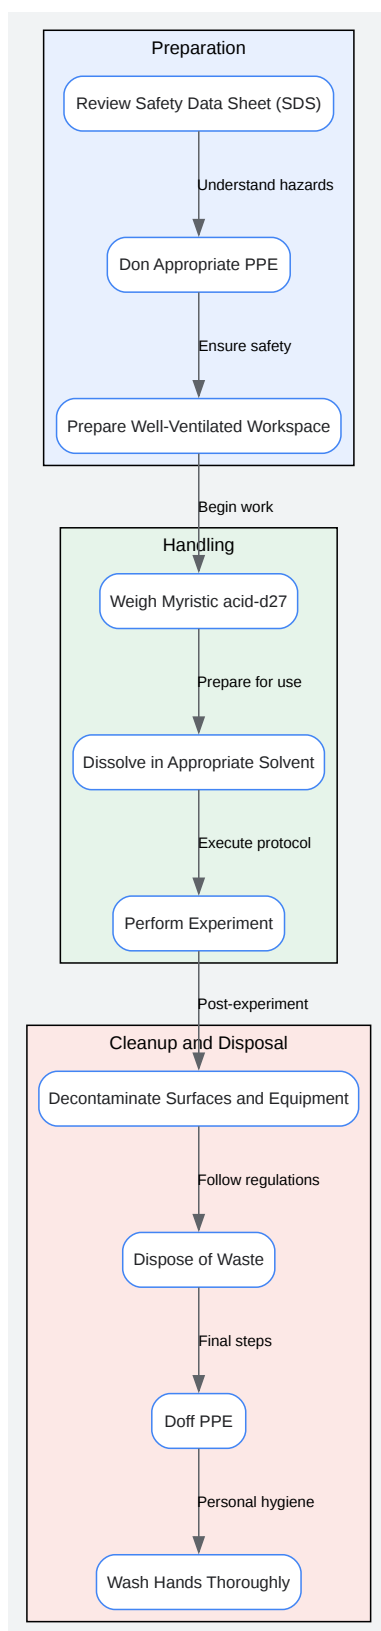 Preparation
Review Safety Data Sheet (SDS)
Understand hazards
Don Appropriate PPE
Ensure safety
Prepare Well-Ventilated Workspace
Begin work
Handling
Weigh Myristic acid-d27
Prepare for use
Dissolve in Appropriate Solvent
Execute protocol
Perform Experiment
Post-experiment
Cleanup and Disposal
Decontaminate Surfaces and Equipment
Follow regulations
Dispose of Waste
Final steps
Doff PPE
Personal hygiene
Wash Hands Thoroughly